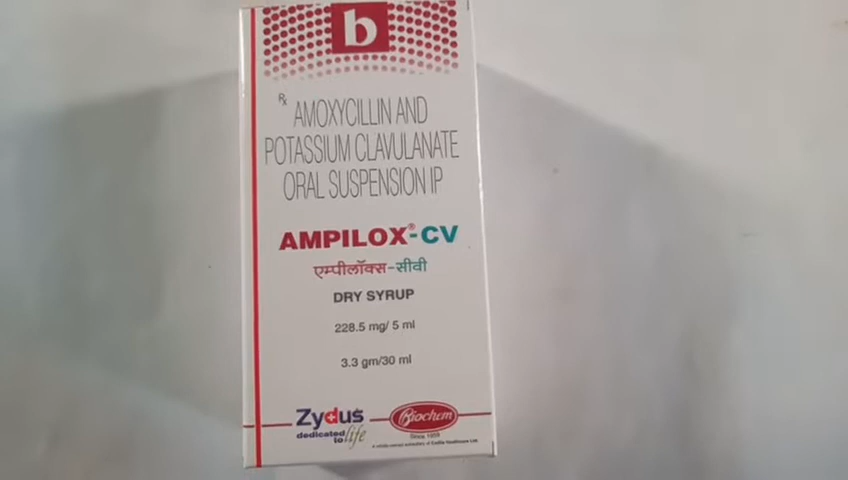 b
Rx
AMOXYCILLIN AND
POTASSIUM CLAVULANATE
ORAL SUSPENSION IP
AMPILOX®-CV
एम्पीलॉक्स-सीवी
DRY SYRUP
228.5 mg/ 5 ml
3.3 gm/30 ml
Zydus
dedicated
to life
Biochem
Since 1959
A wholly-owned subsidiary of Cadila Healthcare Ltd.